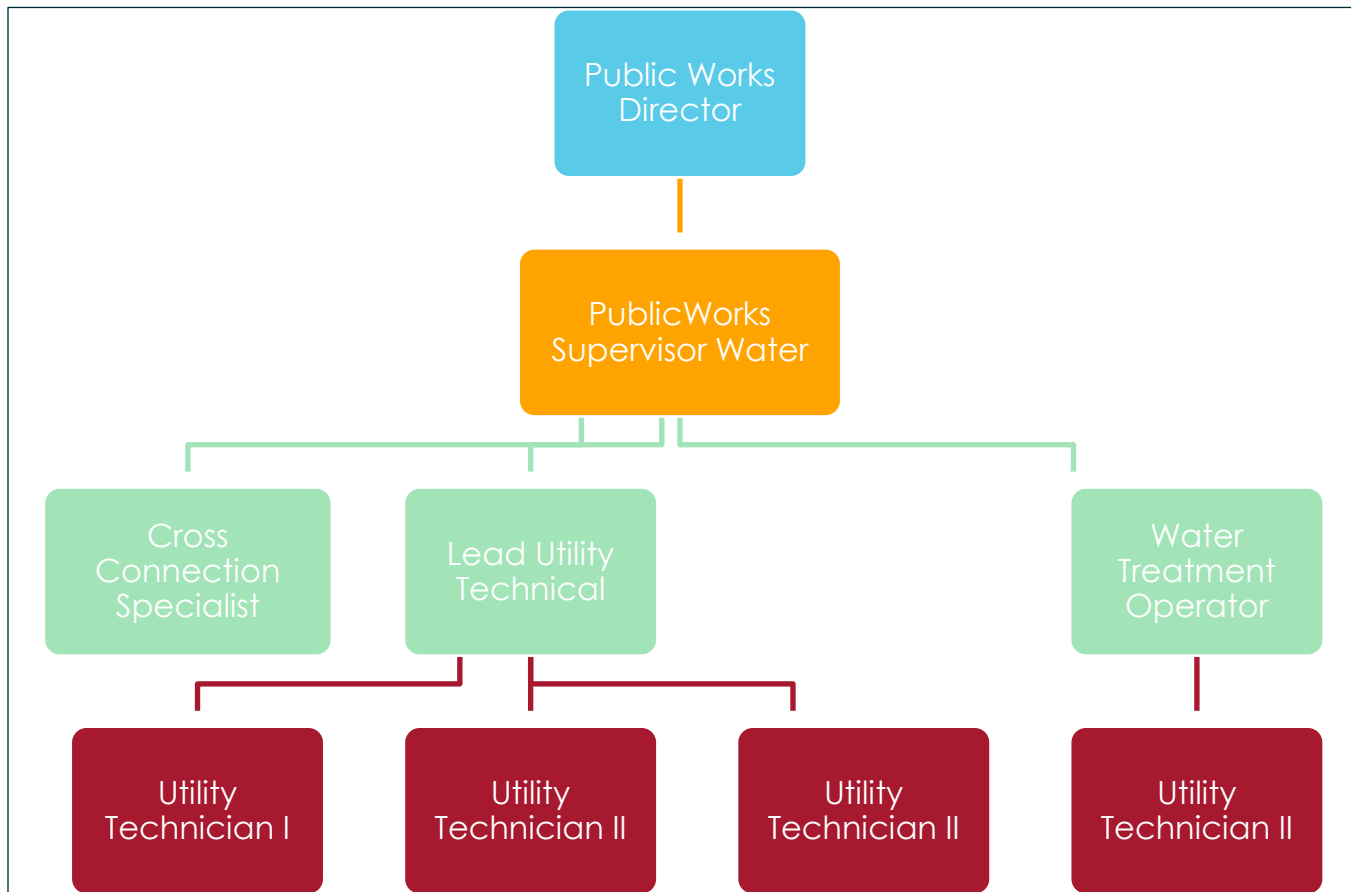 Public Works
Director
PublicWorks
Supervisor Water
Cross
Connection
Specialist
Lead Utility
Technical
Water
Treatment
Operator
Utility
Technician I
Utility
Technician II
Utility
Technician II
Utility
Technician II